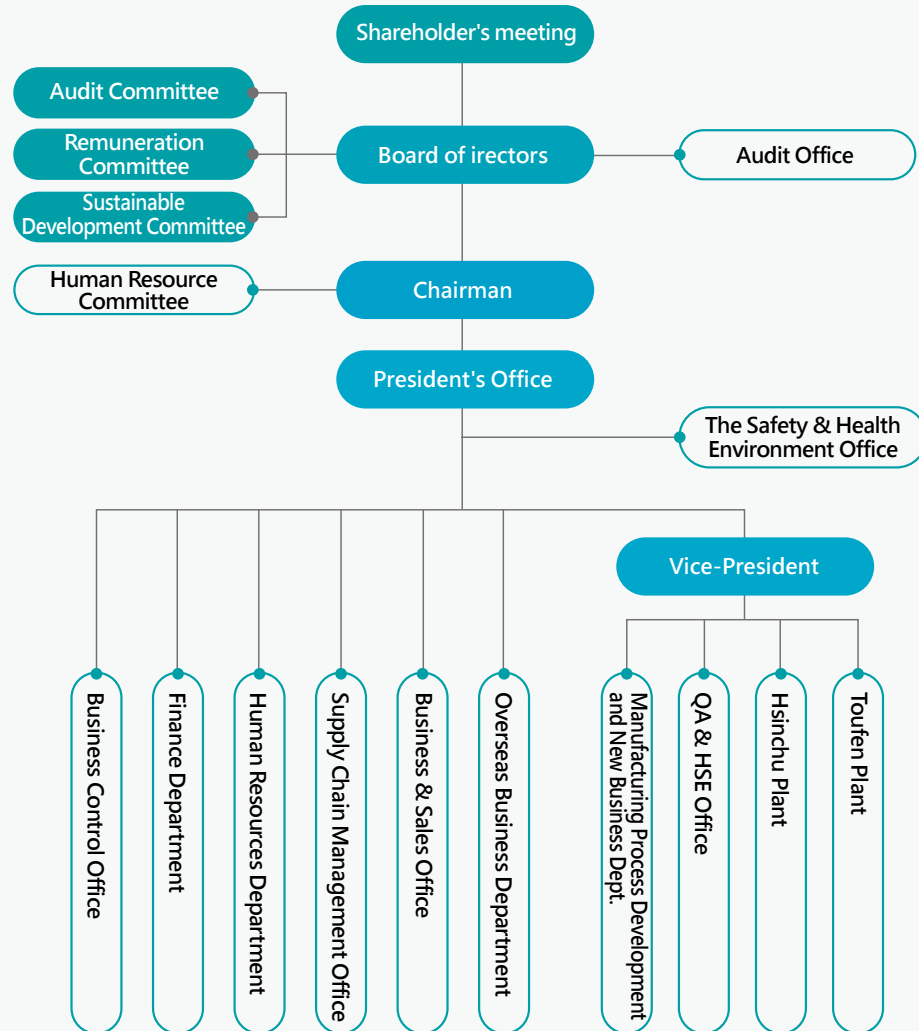 Shareholder's meeting
Audit Committee
Remuneration
Committee
Sustainable
Development Committee
Board of irectors
Audit Office
Human Resource
Committee
Chairman
President's Office
The Safety & Health
Environment Office
Vice-President
Business Control Office
Finance Department
Human Resources Department
Supply Chain Management Office
Business & Sales Office
Overseas Business Department
Manufacturing Process Development
and New Business Dept.
QA & HSE Office
Hsinchu Plant
Toufen Plant